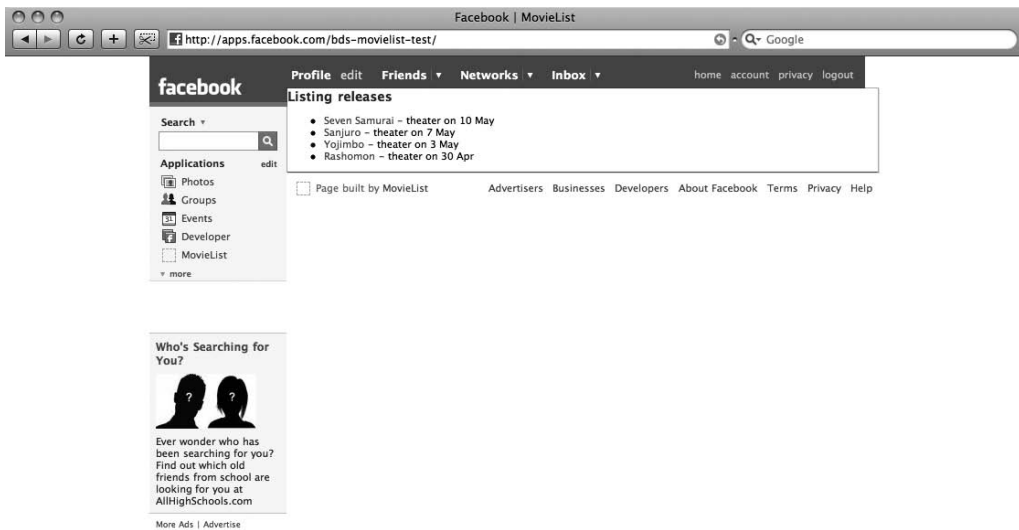 Facebook | MovieList
http://apps.facebook.com/bds-movielist-test/
Google
facebook
Profile edit Friends Networks Inbox home account privacy logout
Search
Applications edit
Photos
Groups
31 Events
Developer
MovieList
more
Listing releases
• Seven Samurai – theater on 10 May
• Sanjuro – theater on 7 May
• Yojimbo – theater on 3 May
• Rashomon – theater on 30 Apr
Page built by MovieList Advertisers Businesses Developers About Facebook Terms Privacy Help
Who's Searching for
You?
? ?
Ever wonder who has
been searching for you?
Find out which old
friends from school are
looking for you at
AllHighSchools.com
More Ads | Advertise